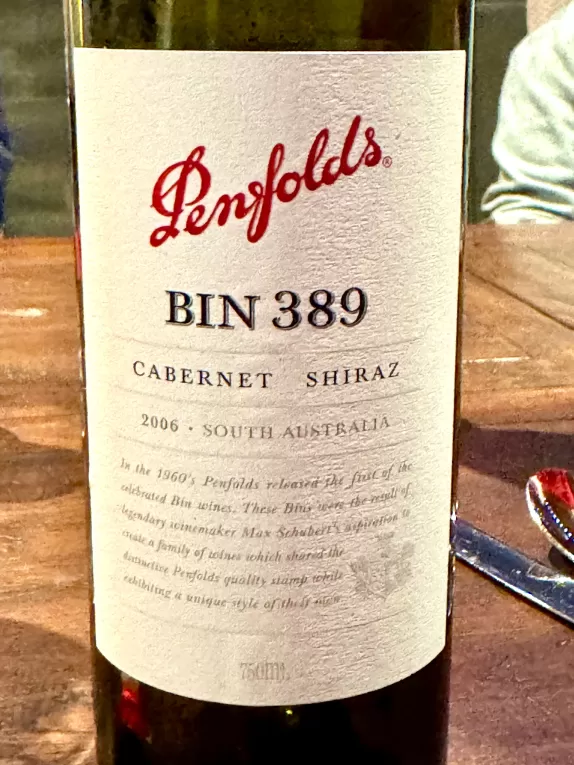 Penfolds®
BIN 389
CABERNET SHIRAZ
2006 · SOUTH AUSTRALIA
In the 1960's Penfolds released the first of the
celebrated Bin wines. These Bins were the result of
legendary winemaker Max Schubert's aspiration to
create a family of wines which shared the
distinctive Penfolds quality stamp while
exhibiting a unique style of their own.
750ML